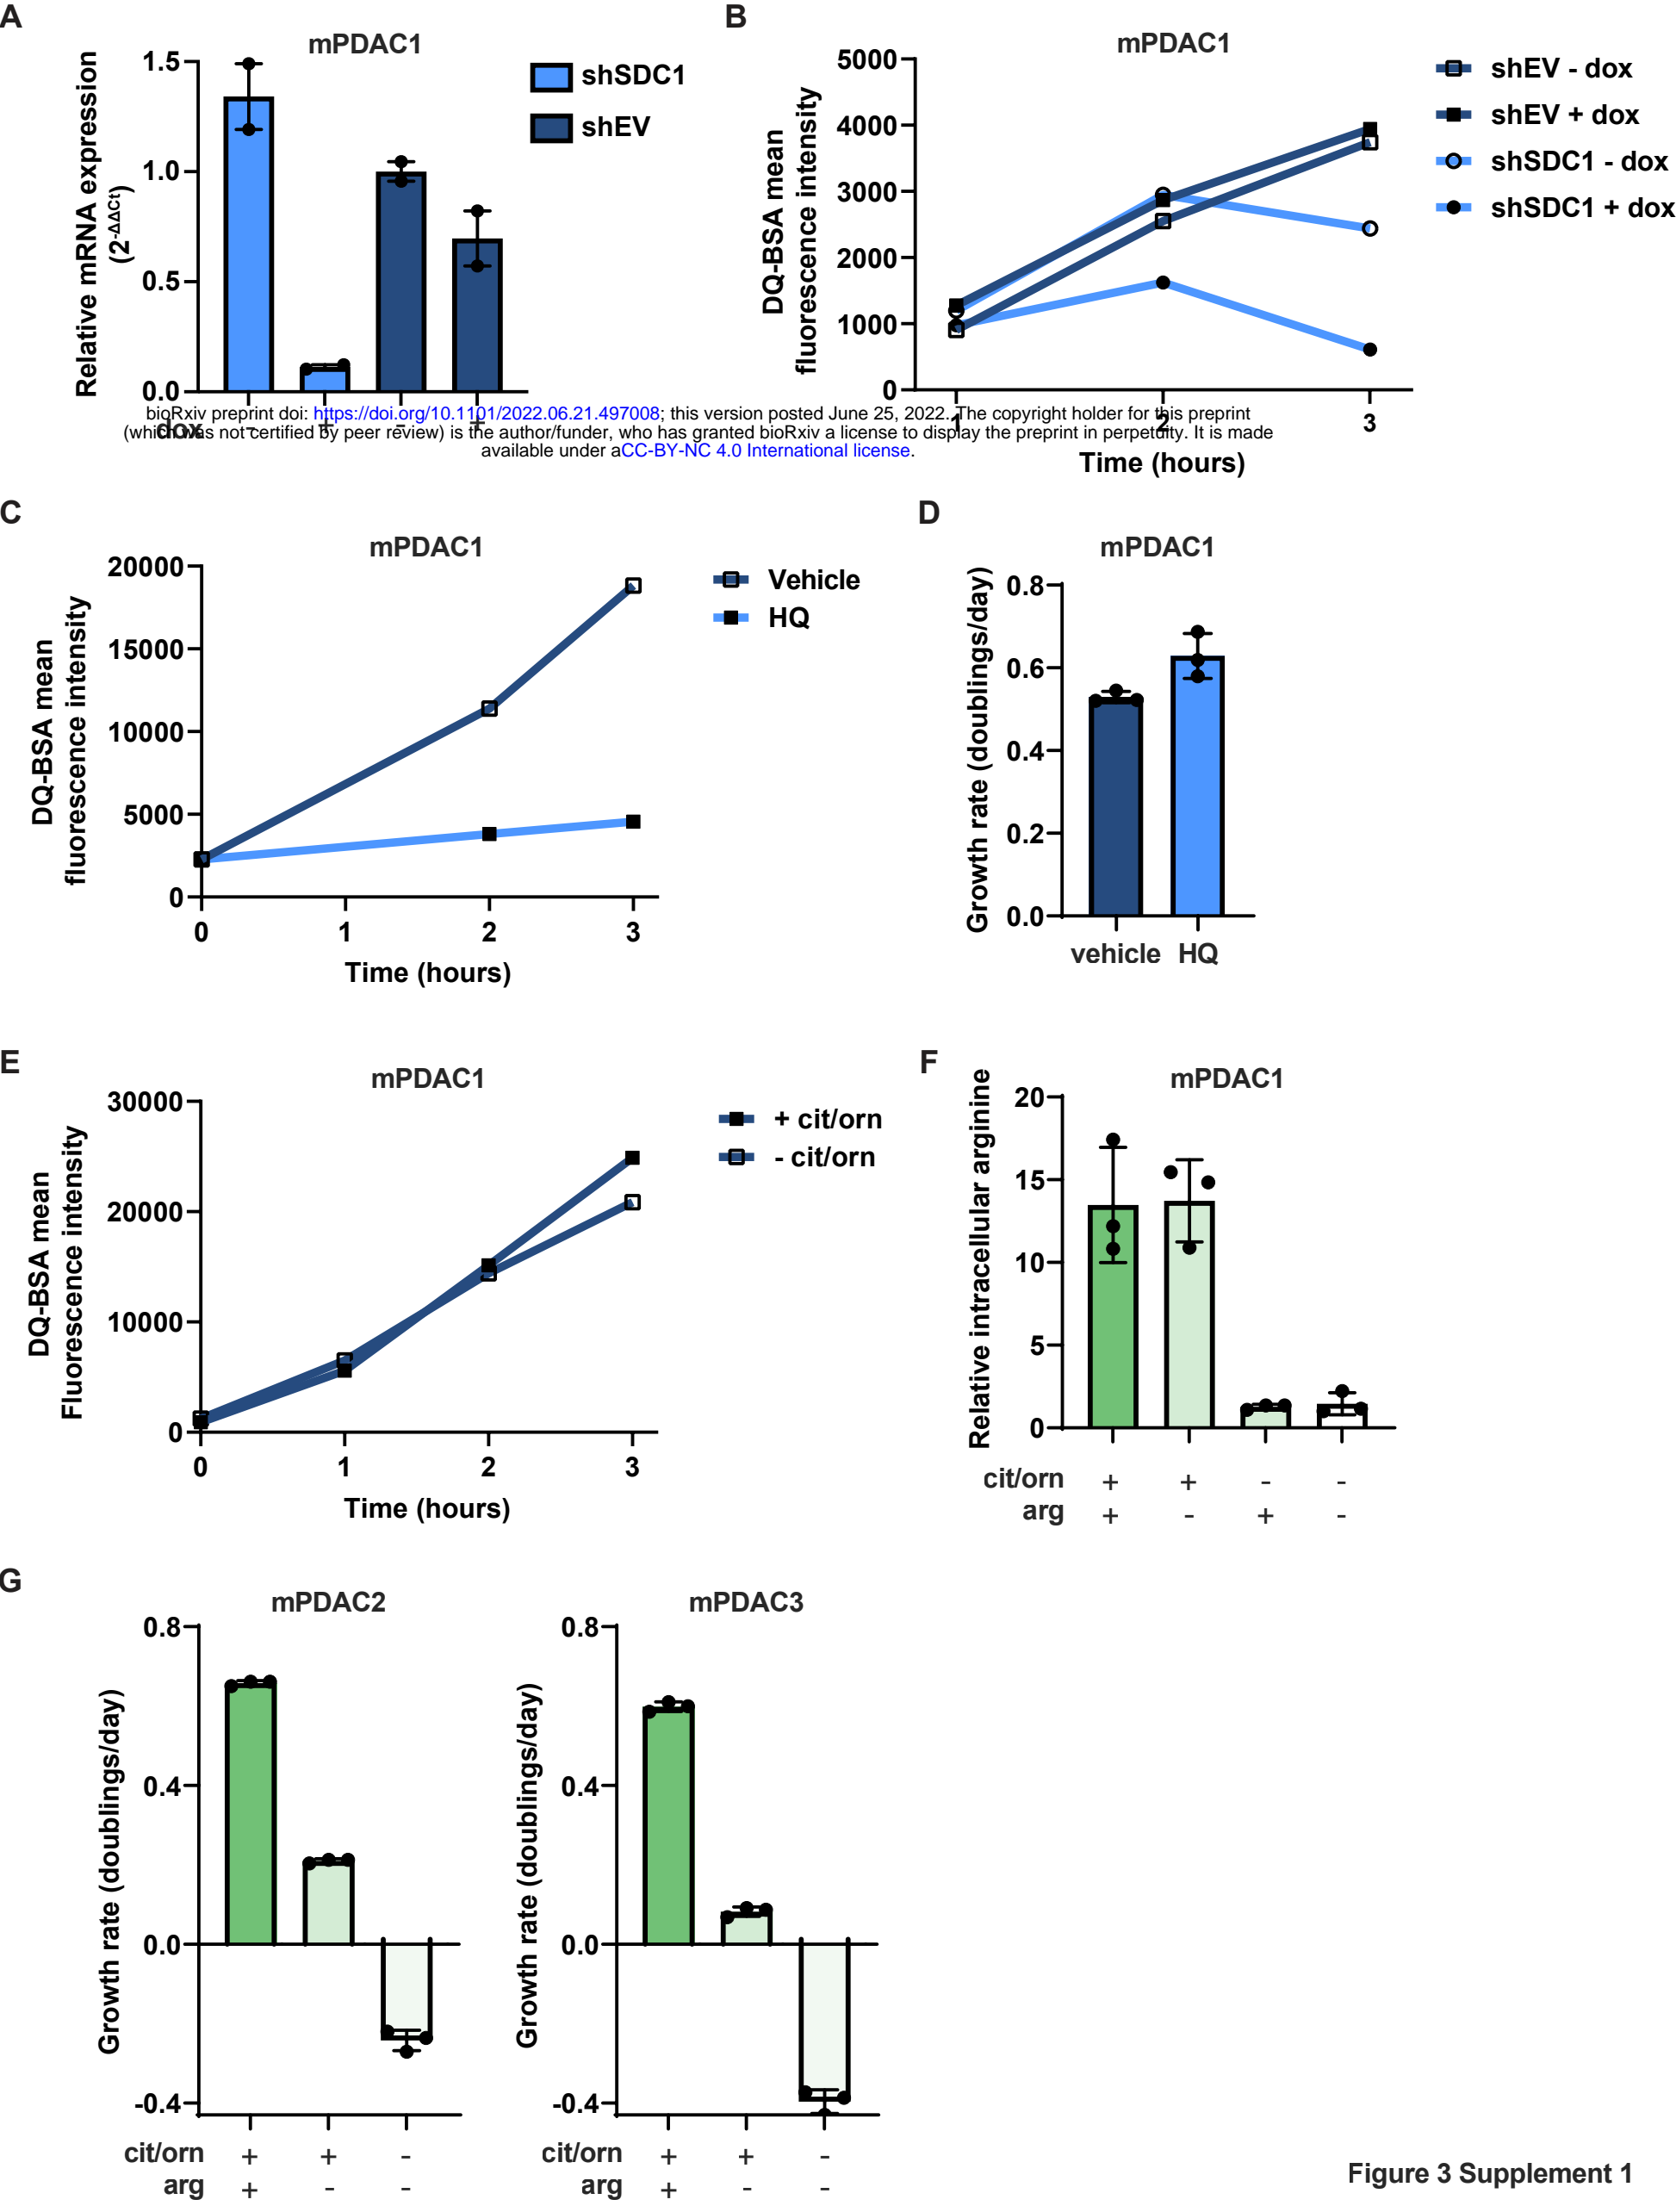 A
mPDAC1
Relative mRNA expression
(2-ΔΔCt)
1.5
1.0
0.5
0.0
shSDC1
shEV
dox - + - +
B
mPDAC1
DQ-BSA mean
fluorescence intensity
5000
4000
3000
2000
1000
0
1 2 3
Time (hours)
shEV - dox
shEV + dox
shSDC1 - dox
shSDC1 + dox
bioRxiv preprint doi: https://doi.org/10.1101/2022.06.21.497008; this version posted June 25, 2022. The copyright holder for this preprint
(which was not certified by peer review) is the author/funder, who has granted bioRxiv a license to display the preprint in perpetuity. It is made
available under aCC-BY-NC 4.0 International license.
C
mPDAC1
DQ-BSA mean
fluorescence intensity
20000
15000
10000
5000
0
0 1 2 3
Time (hours)
Vehicle
HQ
D
mPDAC1
Growth rate (doublings/day)
0.8
0.6
0.4
0.2
0.0
vehicle HQ
E
mPDAC1
DQ-BSA mean
Fluorescence intensity
30000
20000
10000
0
0 1 2 3
Time (hours)
+ cit/orn
- cit/orn
F
mPDAC1
Relative intracellular arginine
20
15
10
5
0
cit/orn + + - -
arg + - + -
G
mPDAC2
Growth rate (doublings/day)
0.8
0.4
0.0
-0.4
cit/orn + + -
arg + - -
mPDAC3
Growth rate (doublings/day)
0.8
0.4
0.0
-0.4
cit/orn + + -
arg + - -
Figure 3 Supplement 1